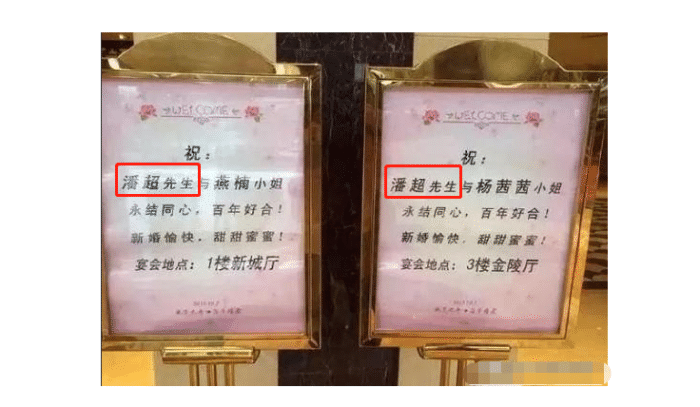 WELCOME
祝：
潘超先生与燕楠小姐
永结同心，百年好合！
新婚愉快，甜甜蜜蜜！
宴会地点：1楼新城厅
WELCOME
祝：
潘超先生与杨茜茜小姐
永结同心，百年好合！
新婚愉快，甜甜蜜蜜！
宴会地点：3楼金陵厅